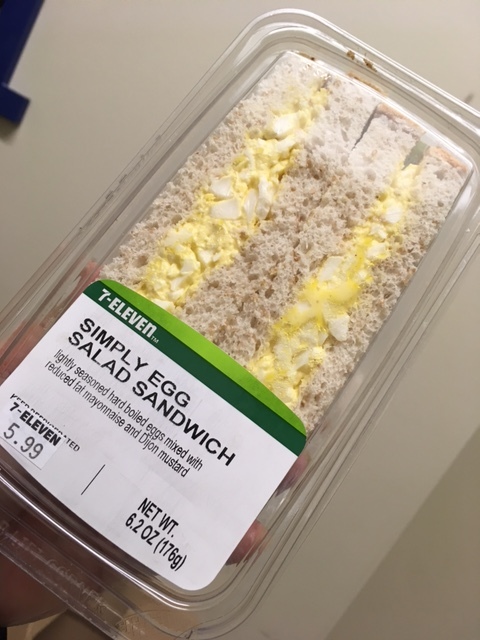 7-ELEVEN™
SIMPLY EGG
SALAD SANDWICH
lightly seasoned hard boiled eggs mixed with
reduced fat mayonnaise and Dijon mustard
7-ELEVEN
5.99
NET WT.
6.2 OZ (176g)